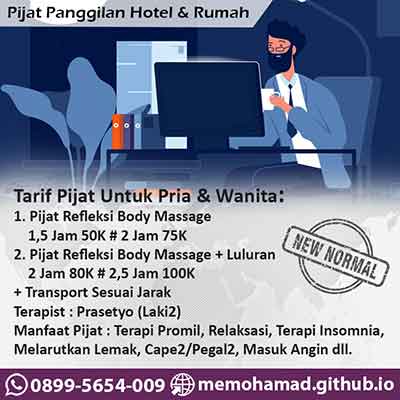 Pijat Panggilan Hotel & Rumah
Tarif Pijat Untuk Pria & Wanita:
1. Pijat Refleksi Body Massage
1,5 Jam 50K # 2 Jam 75K
2. Pijat Refleksi Body Massage + Luluran
2 Jam 80K # 2,5 Jam 100K
+ Transport Sesuai Jarak
Terapist : Prasetyo (Laki2)
Manfaat Pijat : Terapi Promil, Relaksasi, Terapi Insomnia,
Melarutkan Lemak, Cape2/Pegal2, Masuk Angin dll.
NEW NORMAL
0899-5654-009 memohamad.github.io